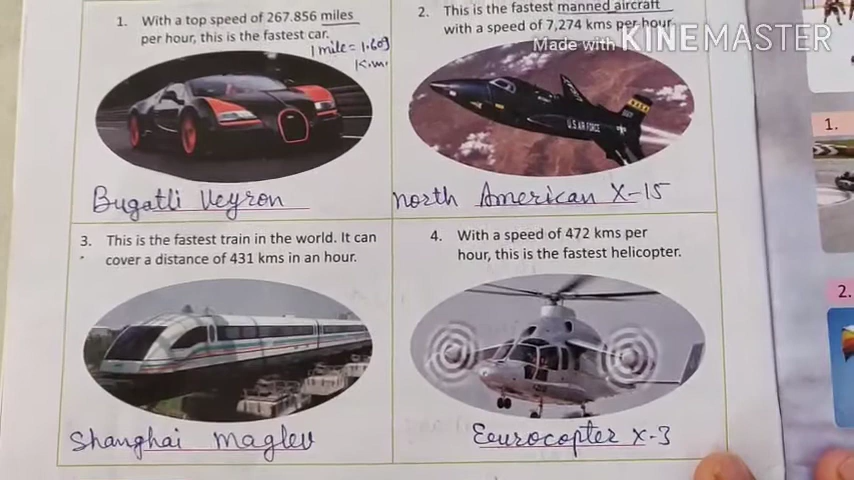 1. With a top speed of 267.856 miles
per hour, this is the fastest car.
1 mile = 1.609
K.m.
Bugatli Veyron
2. This is the fastest manned aircraft
with a speed of 7,274 kms per hour.
Made with KINEMASTER
NASA
U.S. AIR FORCE
north American X-15
3. This is the fastest train in the world. It can
cover a distance of 431 kms in an hour.
Shanghai maglev
4. With a speed of 472 kms per
hour, this is the fastest helicopter.
Eeurocopter X-3
1.
2.